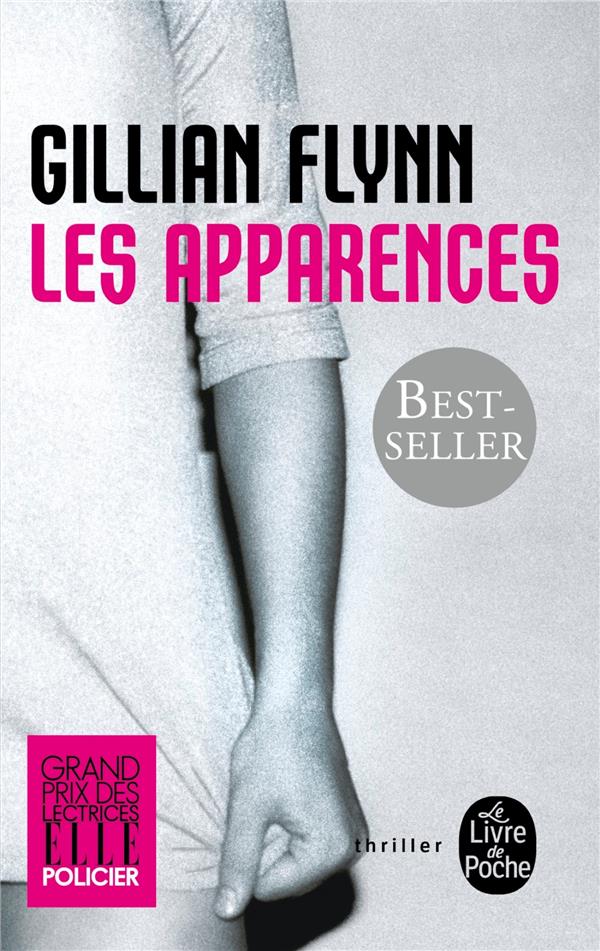 GILLIAN FLYNN
LES APPARENCES
BEST-
SELLER
GRAND
PRIX DES
LECTRICES
ELLE
POLICIER
thriller
Le
Livre
de
Poche